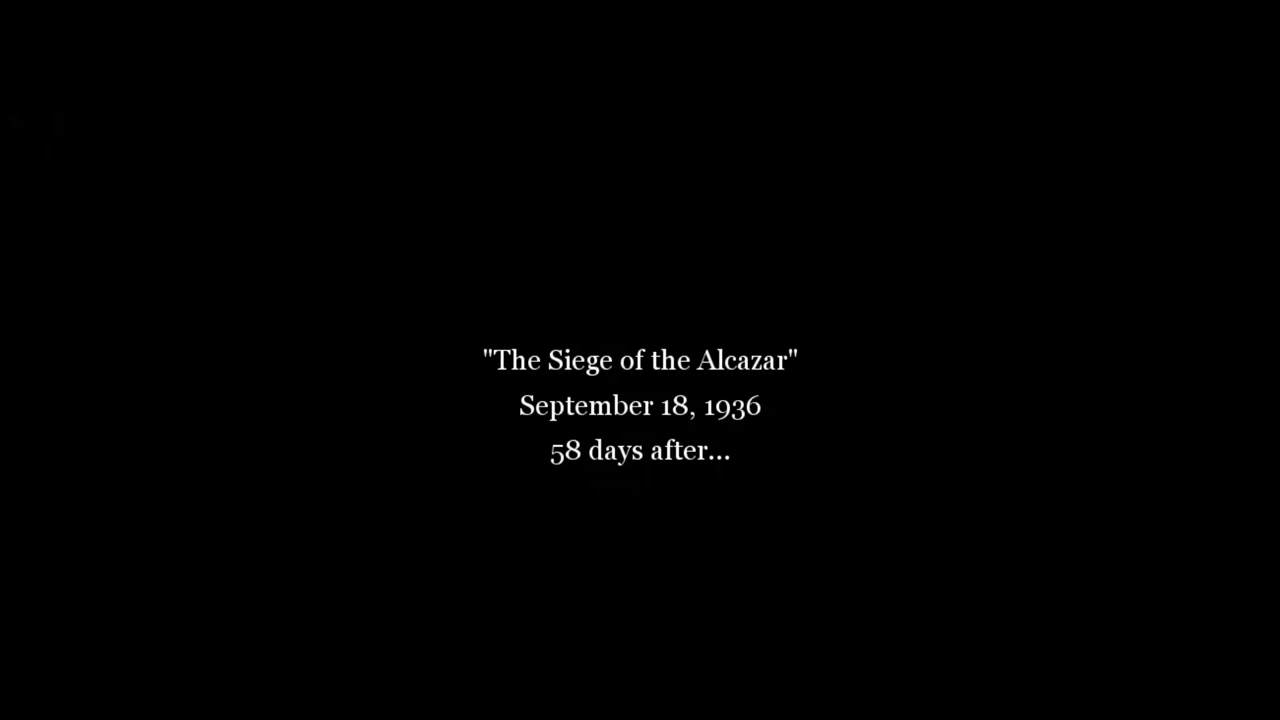 "The Siege of the Alcazar"
September 18, 1936
58 days after...